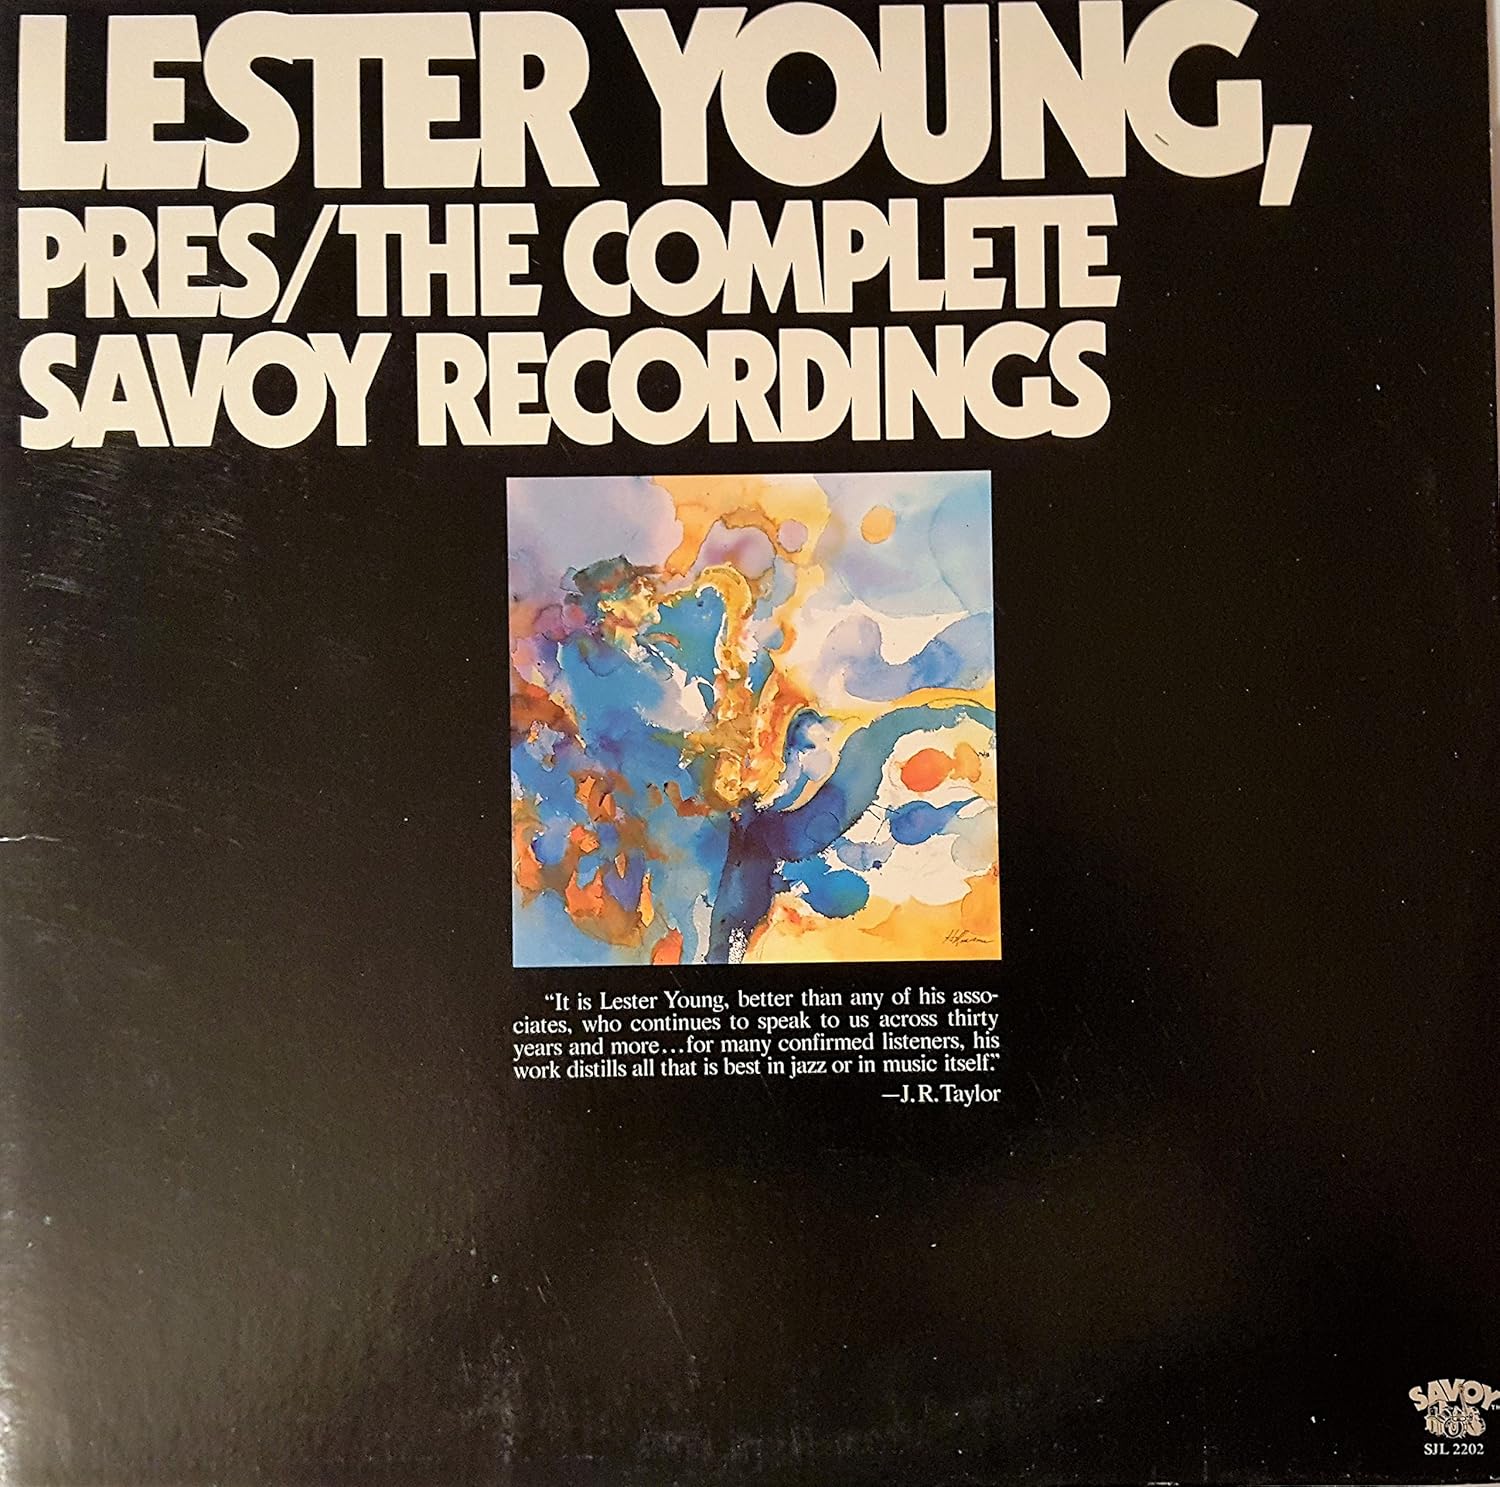 LESTER YOUNG,
PRES/THE COMPLETE
SAVOY RECORDINGS
“It is Lester Young, better than any of his asso-
ciates, who continues to speak to us across thirty
years and more...for many confirmed listeners, his
work distills all that is best in jazz or in music itself.”
—J.R. Taylor
SAVOY TM
SJL 2202